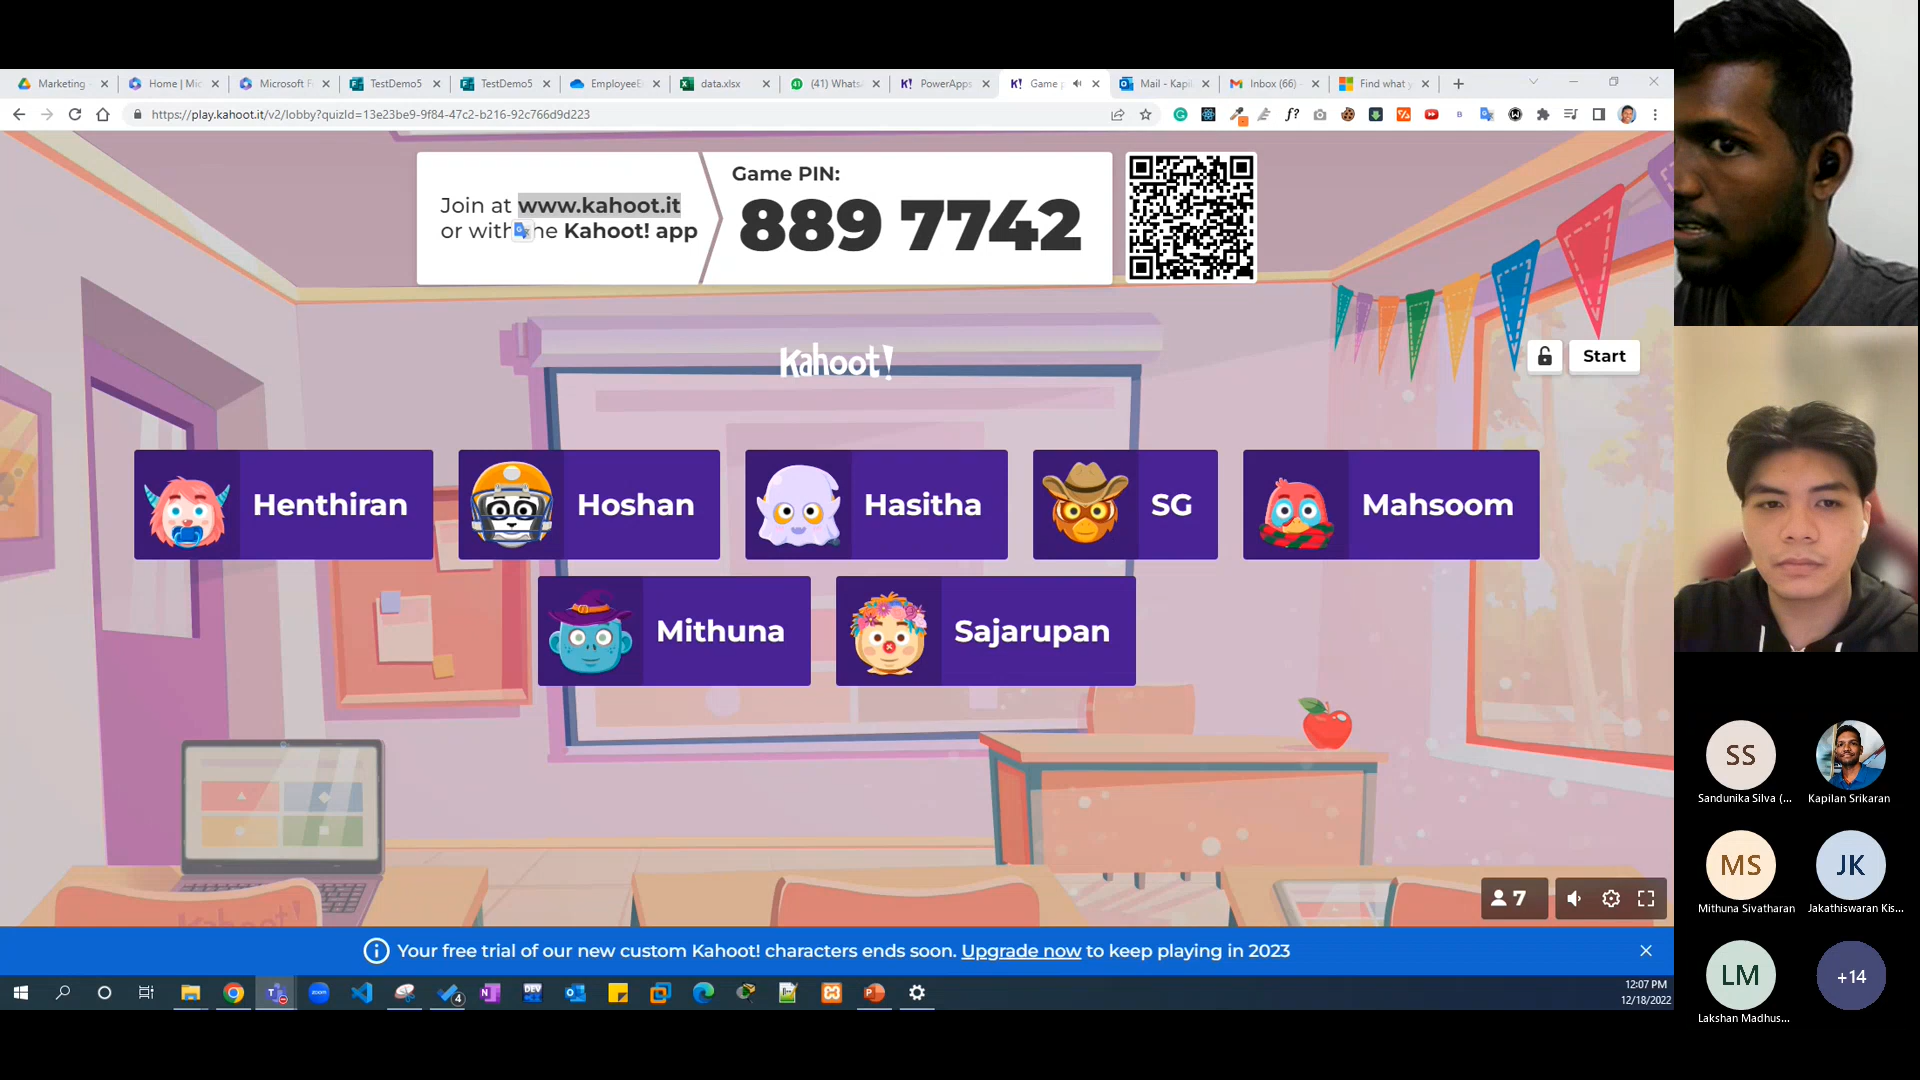 Marketing
Home | Mic
Microsoft F
TestDemo5
TestDemo5
EmployeeE
data.xlsx
(41) Whats
PowerApps
Game p
Mail - Kapil
Inbox (66)
Find what y
https://play.kahoot.it/v2/lobby?quizId=13e23be9-9f84-47c2-b216-92c766d9d223
Join at www.kahoot.it
or with the Kahoot! app
Game PIN:
889 7742
Kahoot!
Start
Henthiran
Hoshan
Hasitha
SG
Mahsoom
Mithuna
Sajarupan
Kahoot!
7
Your free trial of our new custom Kahoot! characters ends soon. Upgrade now to keep playing in 2023
zoom
DEV
4
12:07 PM
12/18/2022
SS
Sandunika Silva (...
Kapilan Srikaran
MS
Mithuna Sivatharan
JK
Jakathiswaran Kis...
LM
Lakshan Madhus...
+14